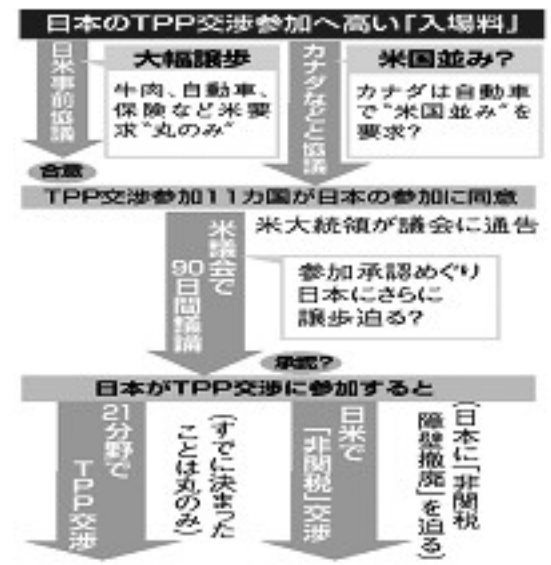 日本のTPP交渉参加へ高い「入場料」
日米事前協議
大幅譲歩
牛肉、自動車、
保険など米要
求“丸のみ”
カナダなどと協議
米国並み?
カナダは自動車
で“米国並み”を
要求?
合意
TPP交渉参加11カ国が日本の参加に同意
米大統領が議会に通告
米議会で
90日間議論
参加承認めぐり
日本にさらに
譲歩迫る?
承認?
日本がTPP交渉に参加すると
21分野で
TPP交渉
(すでに決まった
ことは丸のみ)
日米で
「非関税」交渉
(日本に「非関税
障壁撤廃」を迫る)